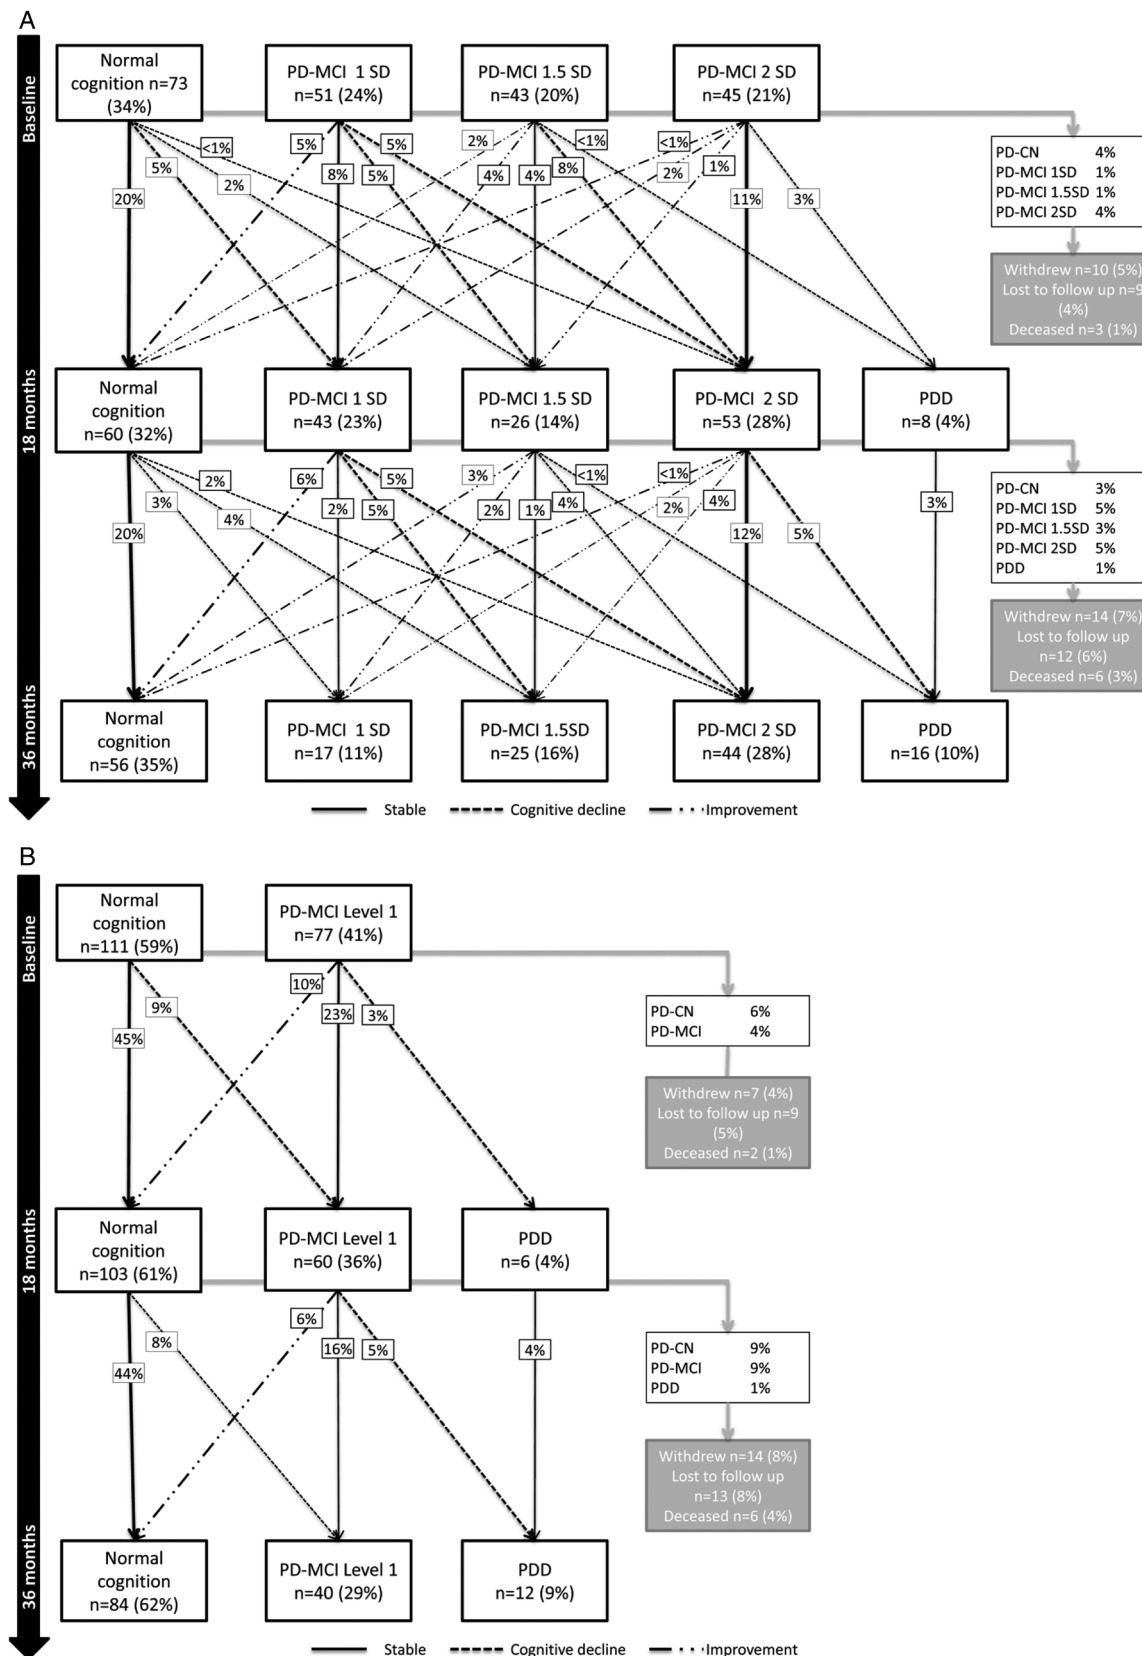 A
Baseline
Normal
cognition n=73
(34%)
PD-MCI 1 SD
n=51 (24%)
PD-MCI 1.5 SD
n=43 (20%)
PD-MCI 2 SD
n=45 (21%)
<1%
5%
2%
20%
5%
8%
5%
5%
2%
4%
4%
8%
<1%
<1%
2%
1%
11%
3%
PD-CN 4%
PD-MCI 1SD 1%
PD-MCI 1.5SD 1%
PD-MCI 2SD 4%
Withdrew n=10 (5%)
Lost to follow up n=9
(4%)
Deceased n=3 (1%)
18 months
Normal
cognition
n=60 (32%)
PD-MCI 1 SD
n=43 (23%)
PD-MCI 1.5 SD
n=26 (14%)
PD-MCI 2 SD
n=53 (28%)
PDD
n=8 (4%)
2%
3%
4%
20%
6%
2%
5%
5%
3%
2%
1%
4%
<1%
<1%
2%
4%
12%
5%
3%
PD-CN 3%
PD-MCI 1SD 5%
PD-MCI 1.5SD 3%
PD-MCI 2SD 5%
PDD 1%
Withdrew n=14 (7%)
Lost to follow up
n=12 (6%)
Deceased n=6 (3%)
36 months
Normal
cognition
n=56 (35%)
PD-MCI 1 SD
n=17 (11%)
PD-MCI 1.5SD
n=25 (16%)
PD-MCI 2 SD
n=44 (28%)
PDD
n=16 (10%)
Stable Cognitive decline Improvement
B
Baseline
Normal
cognition
n=111 (59%)
PD-MCI Level 1
n=77 (41%)
9%
45%
10%
23%
3%
PD-CN 6%
PD-MCI 4%
Withdrew n=7 (4%)
Lost to follow up n=9
(5%)
Deceased n=2 (1%)
18 months
Normal
cognition
n=103 (61%)
PD-MCI Level 1
n=60 (36%)
PDD
n=6 (4%)
8%
44%
6%
16%
5%
4%
PD-CN 9%
PD-MCI 9%
PDD 1%
Withdrew n=14 (8%)
Lost to follow up
n=13 (8%)
Deceased n=6 (4%)
36 months
Normal
cognition
n=84 (62%)
PD-MCI Level 1
n=40 (29%)
PDD
n=12 (9%)
Stable Cognitive decline Improvement